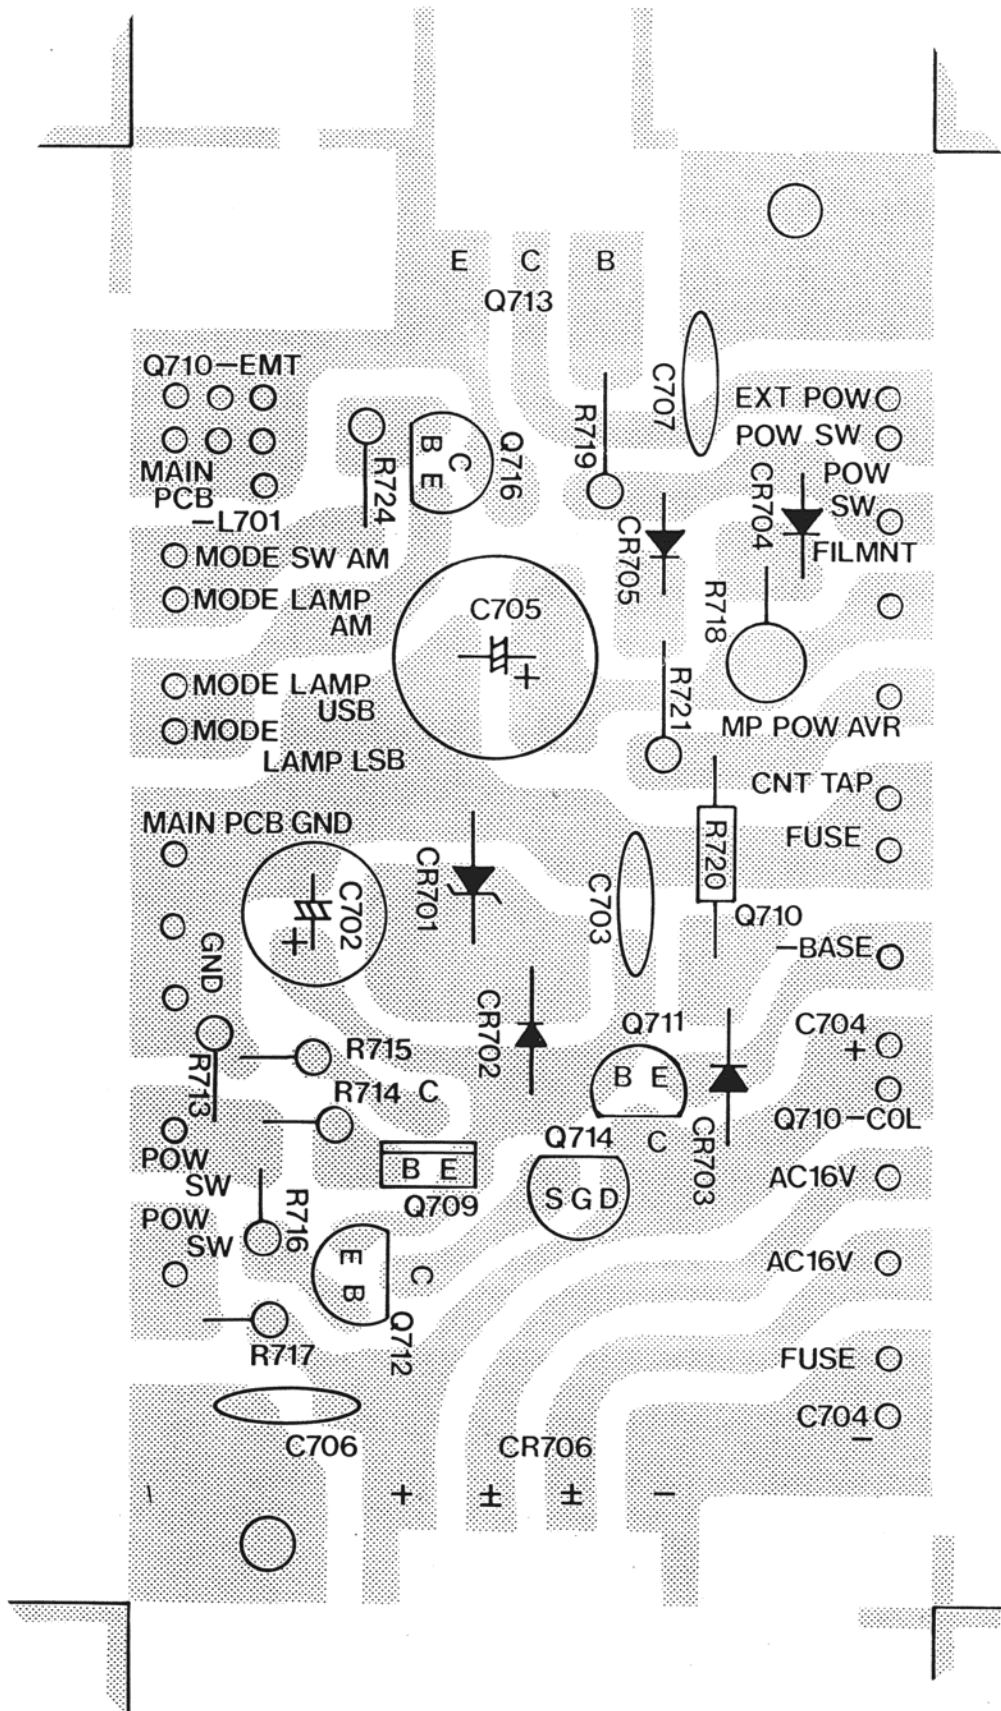 E C B
Q713
Q710-EMT
C707
EXT POW
R719
POW SW
B C E
Q716
R724
MAIN
PCB
-L701
POW
SW
CR704
CR705
FILMNT
MODE SW AM
MODE LAMP
AM
C705
+
R718
MODE LAMP
USB
R721
MP POW AVR
MODE
LAMP LSB
CNT TAP
MAIN PCB GND
FUSE
R720
CR701
C702
+
C703
Q710
-BASE
GND
CR702
Q711
C704
+
R715
R713
R714 C
B E
C
Q710-COL
CR703
POW
SW
B E
Q709
Q714
S G D
AC16V
POW
SW
R716
E
B
C
Q712
AC16V
R717
FUSE
C704
-
C706
CR706
+ ± ± -